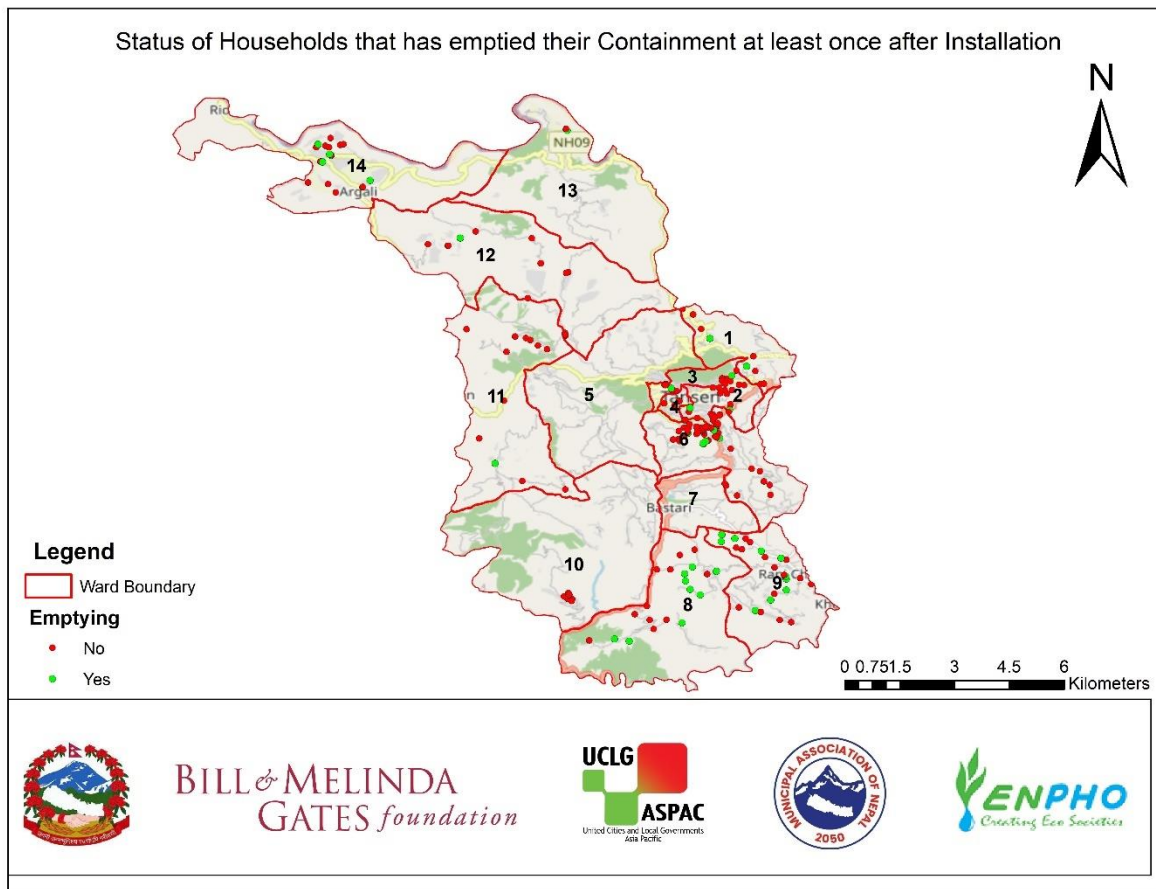 Status of Households that has emptied their Containment at least once after Installation
N
NH09
14
Argali
13
12
1
3
2
Tansen
4
5
11
6
7
Bastari
10
9
8
Legend
Ward Boundary
Emptying
No
Yes
0 0.751.5 3 4.5 6
Kilometers
BILL & MELINDA
GATES foundation
UCLG
ASPAC
United Cities and Local Governments
Asia Pacific
MUNICIPAL ASSOCIATION OF NEPAL
2050
ENPHO
Creating Eco Societies